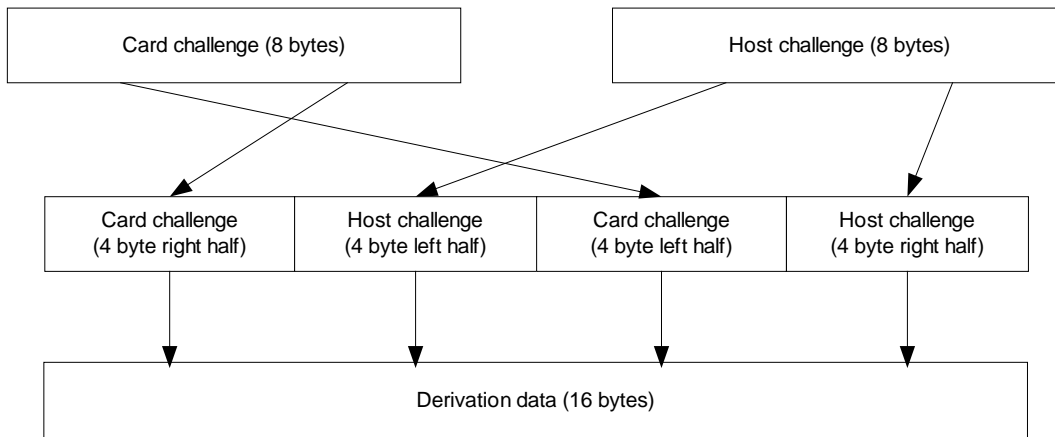 Card challenge (8 bytes)
Host challenge (8 bytes)
Card challenge
(4 byte right half)
Host challenge
(4 byte left half)
Card challenge
(4 byte left half)
Host challenge
(4 byte right half)
Derivation data (16 bytes)